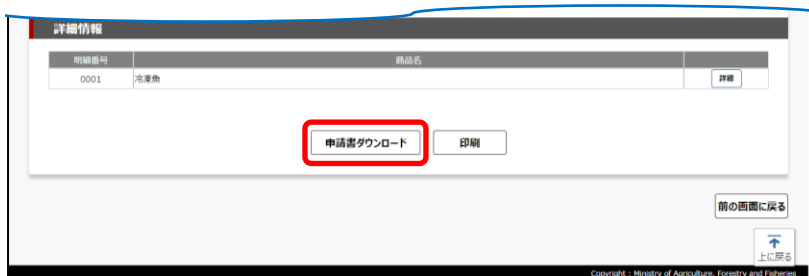 詳細情報
明細番号 商品名
0001 冷凍魚 詳細
申請書ダウンロード 印刷
前の画面に戻る
上に戻る
Copyright : Ministry of Agriculture, Forestry and Fisheries